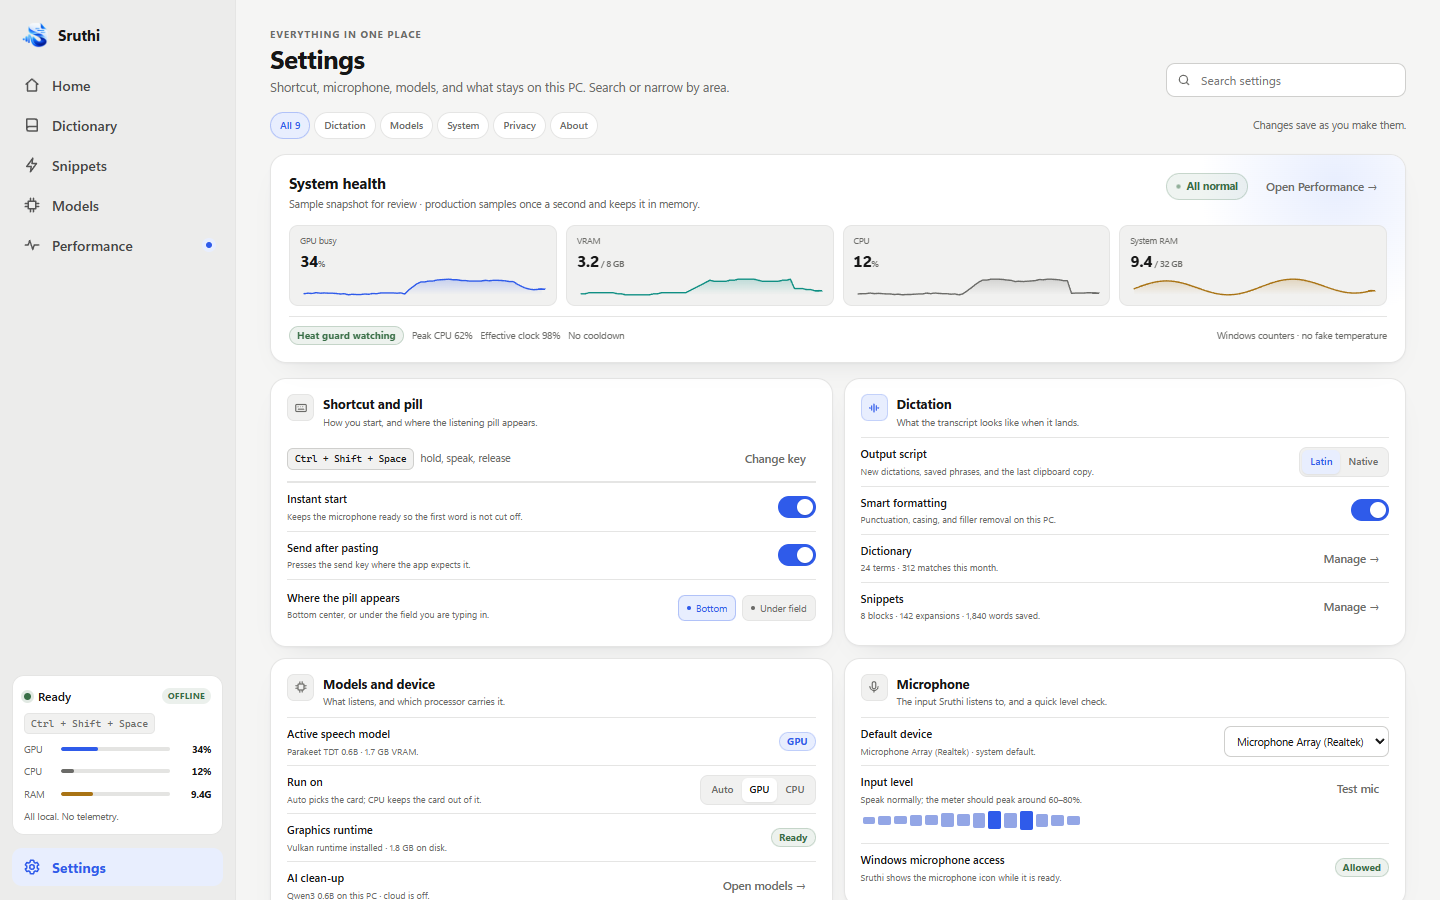 Sruthi
Home
Dictionary
Snippets
Models
Performance
Ready
OFFLINE
Ctrl + Shift + Space
GPU 34%
CPU 12%
RAM 9.4G
All local. No telemetry.
Settings
EVERYTHING IN ONE PLACE
Settings
Shortcut, microphone, models, and what stays on this PC. Search or narrow by area.
Search settings
All 9 Dictation Models System Privacy About
Changes save as you make them.
System health
Sample snapshot for review · production samples once a second and keeps it in memory.
All normal
Open Performance →
GPU busy
34%
VRAM
3.2 / 8 GB
CPU
12%
System RAM
9.4 / 32 GB
Heat guard watching Peak CPU 62% Effective clock 98% No cooldown
Windows counters · no fake temperature
Shortcut and pill
How you start, and where the listening pill appears.
Ctrl + Shift + Space hold, speak, release
Change key
Instant start
Keeps the microphone ready so the first word is not cut off.
Send after pasting
Presses the send key where the app expects it.
Where the pill appears
Bottom center, or under the field you are typing in.
Bottom Under field
Dictation
What the transcript looks like when it lands.
Output script
New dictations, saved phrases, and the last clipboard copy.
Latin Native
Smart formatting
Punctuation, casing, and filler removal on this PC.
Dictionary
24 terms · 312 matches this month.
Manage →
Snippets
8 blocks · 142 expansions · 1,840 words saved.
Manage →
Models and device
What listens, and which processor carries it.
Active speech model
Parakeet TDT 0.6B · 1.7 GB VRAM.
GPU
Run on
Auto picks the card; CPU keeps the card out of it.
Auto GPU CPU
Graphics runtime
Vulkan runtime installed · 1.8 GB on disk.
Ready
AI clean-up
Qwen3 0.6B on this PC · cloud is off.
Open models →
Microphone
The input Sruthi listens to, and a quick level check.
Default device
Microphone Array (Realtek) · system default.
Microphone Array (Realtek)
Input level
Speak normally; the meter should peak around 60–80%.
Test mic
Windows microphone access
Sruthi shows the microphone icon while it is ready.
Allowed